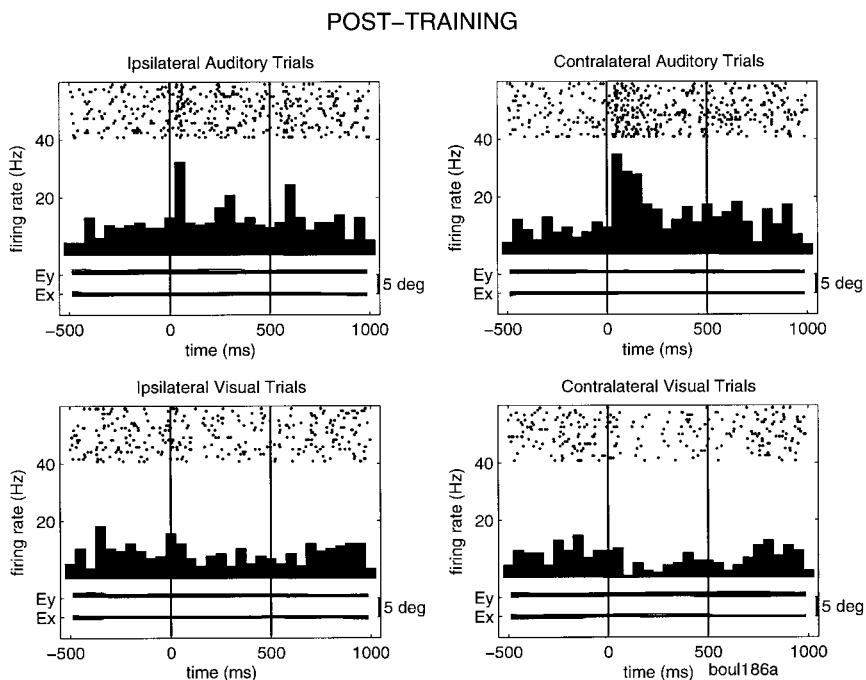 POST-TRAINING
Ipsilateral Auditory Trials
40
20
firing rate (Hz)
Ey
Ex
5 deg
-500 0 500 1000
time (ms)
Contralateral Auditory Trials
40
20
firing rate (Hz)
Ey
Ex
5 deg
-500 0 500 1000
time (ms)
Ipsilateral Visual Trials
40
20
firing rate (Hz)
Ey
Ex
5 deg
-500 0 500 1000
time (ms)
Contralateral Visual Trials
40
20
firing rate (Hz)
Ey
Ex
5 deg
-500 0 500 1000
time (ms) boul186a